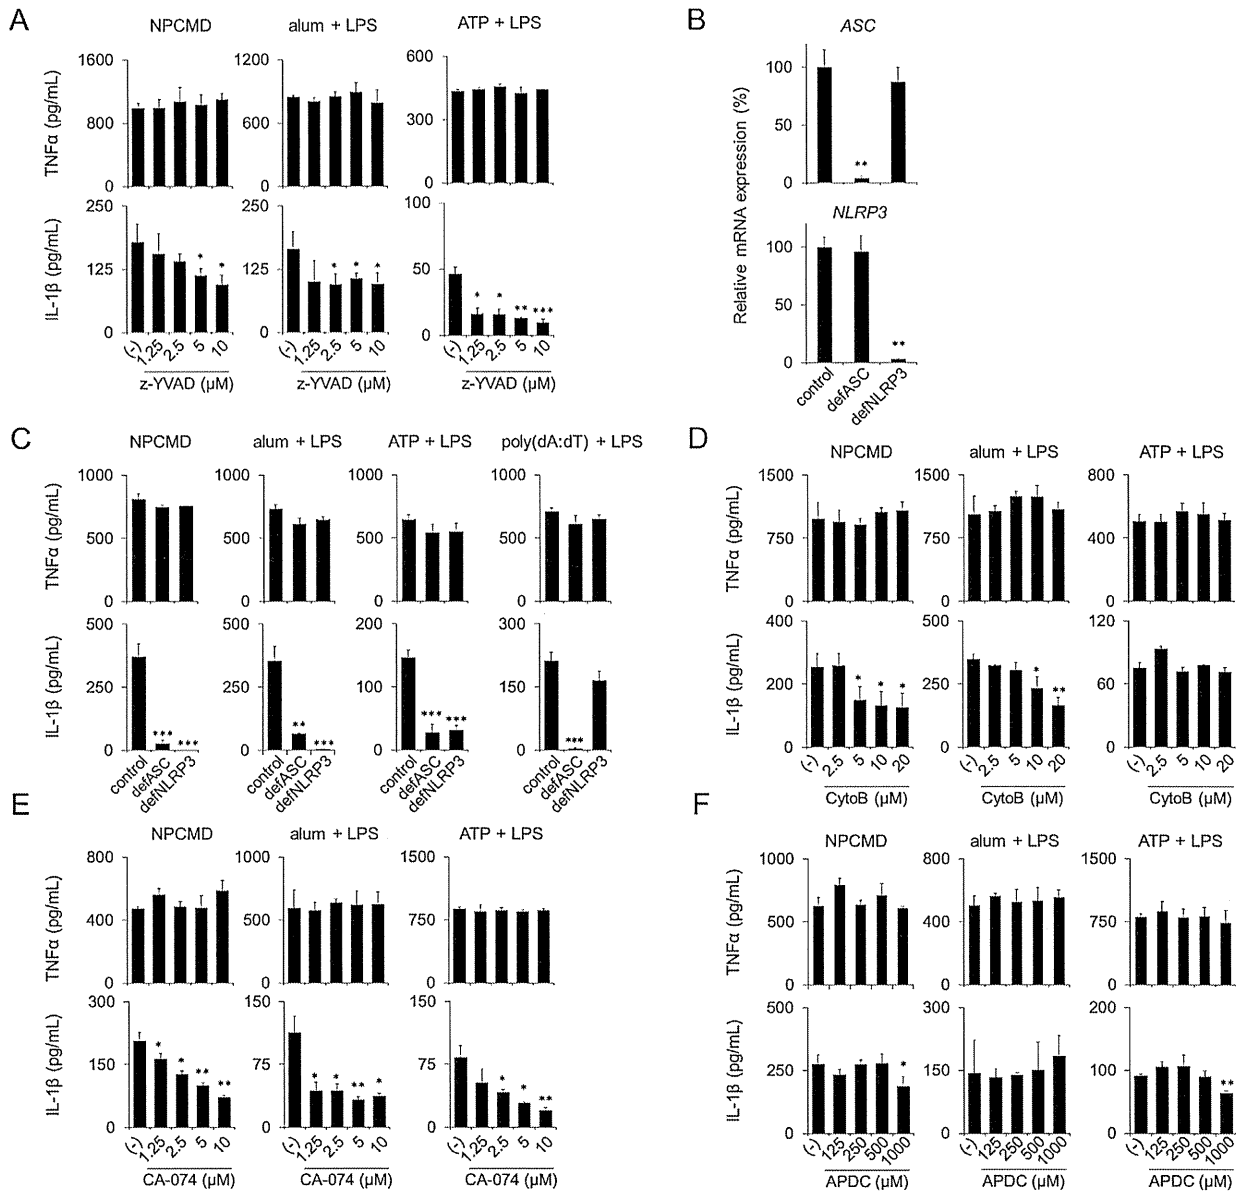 A
NPCMD
alum + LPS
ATP + LPS
TNFα (pg/mL)
1600
800
0
1200
600
0
600
300
0
IL-1β (pg/mL)
250
125
0
* *
250
125
0
* * *
100
50
0
* * ** ***
(-) 1.25 2.5 5 10
(-) 1.25 2.5 5 10
(-) 1.25 2.5 5 10
z-YVAD (μM)
z-YVAD (μM)
z-YVAD (μM)
B
ASC
Relative mRNA expression (%)
100
50
0
**
NLRP3
100
50
0
**
control defASC defNLRP3
C
NPCMD
alum + LPS
ATP + LPS
poly(dA:dT) + LPS
TNFα (pg/mL)
1000
500
0
1000
500
0
1000
500
0
1000
500
0
IL-1β (pg/mL)
500
250
0
*** ***
500
250
0
** ***
200
100
0
*** ***
300
150
0
***
control defASC defNLRP3
control defASC defNLRP3
control defASC defNLRP3
control defASC defNLRP3
D
NPCMD
alum + LPS
ATP + LPS
TNFα (pg/mL)
1500
750
0
1500
750
0
800
400
0
IL-1β (pg/mL)
400
200
0
* * *
500
250
0
* **
120
60
0
(-) 2.5 5 10 20
(-) 2.5 5 10 20
(-) 2.5 5 10 20
CytoB (μM)
CytoB (μM)
CytoB (μM)
E
NPCMD
alum + LPS
ATP + LPS
TNFα (pg/mL)
800
400
0
1000
500
0
1500
750
0
IL-1β (pg/mL)
300
150
0
* * ** **
150
75
0
* * ** *
150
75
0
* * **
(-) 1.25 2.5 5 10
(-) 1.25 2.5 5 10
(-) 1.25 2.5 5 10
CA-074 (μM)
CA-074 (μM)
CA-074 (μM)
F
NPCMD
alum + LPS
ATP + LPS
TNFα (pg/mL)
1000
500
0
800
400
0
1500
750
0
IL-1β (pg/mL)
500
250
0
*
300
150
0
200
100
0
**
(-) 125 250 500 1000
(-) 125 250 500 1000
(-) 125 250 500 1000
APDC (μM)
APDC (μM)
APDC (μM)